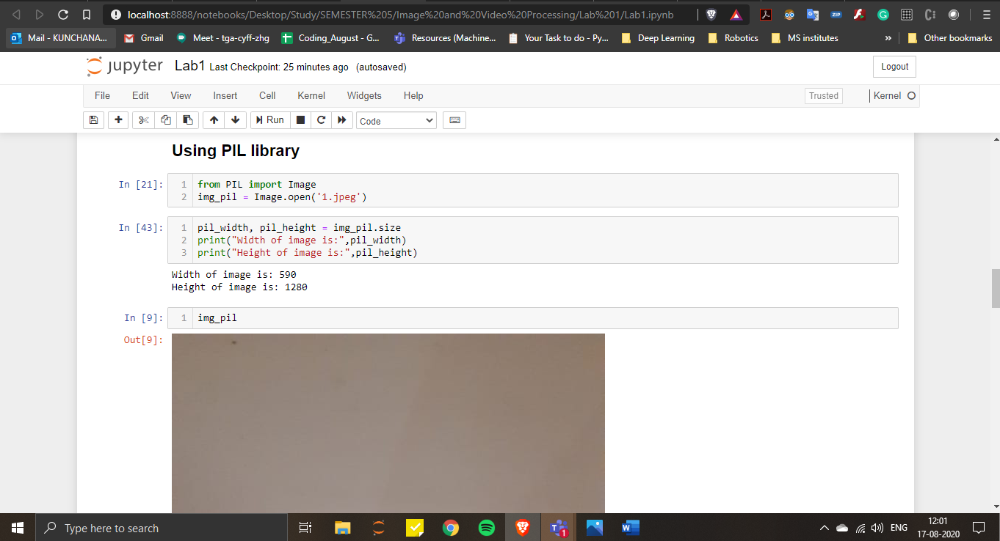 localhost:8888/notebooks/Desktop/Study/SEMESTER%205/Image%20and%20Video%20Processing/Lab%201/Lab1.ipynb
ZIP
Mail - KUNCHANA... Gmail Meet - tga-cyff-zhg Coding_August - G... Resources (Machine... Your Task to do - Py... Deep Learning Robotics MS institutes » Other bookmarks
jupyter Lab1 Last Checkpoint: 25 minutes ago (autosaved) Logout
File Edit View Insert Cell Kernel Widgets Help Trusted Kernel
Run Code
Using PIL library
In [21]: 1 from PIL import Image
2 img_pil = Image.open('1.jpeg')
In [43]: 1 pil_width, pil_height = img_pil.size
2 print("Width of image is:",pil_width)
3 print("Height of image is:",pil_height)
Width of image is: 590
Height of image is: 1280
In [9]: 1 img_pil
Out[9]:
Type here to search
1
ENG
12:01
17-08-2020